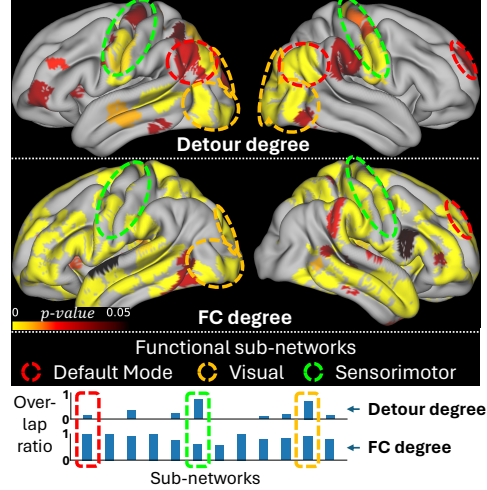 Detour degree
0 p-value 0.05
FC degree
Functional sub-networks
Default Mode Visual Sensorimotor
Over-
lap
ratio
1
0
Detour degree
1
0
FC degree
Sub-networks